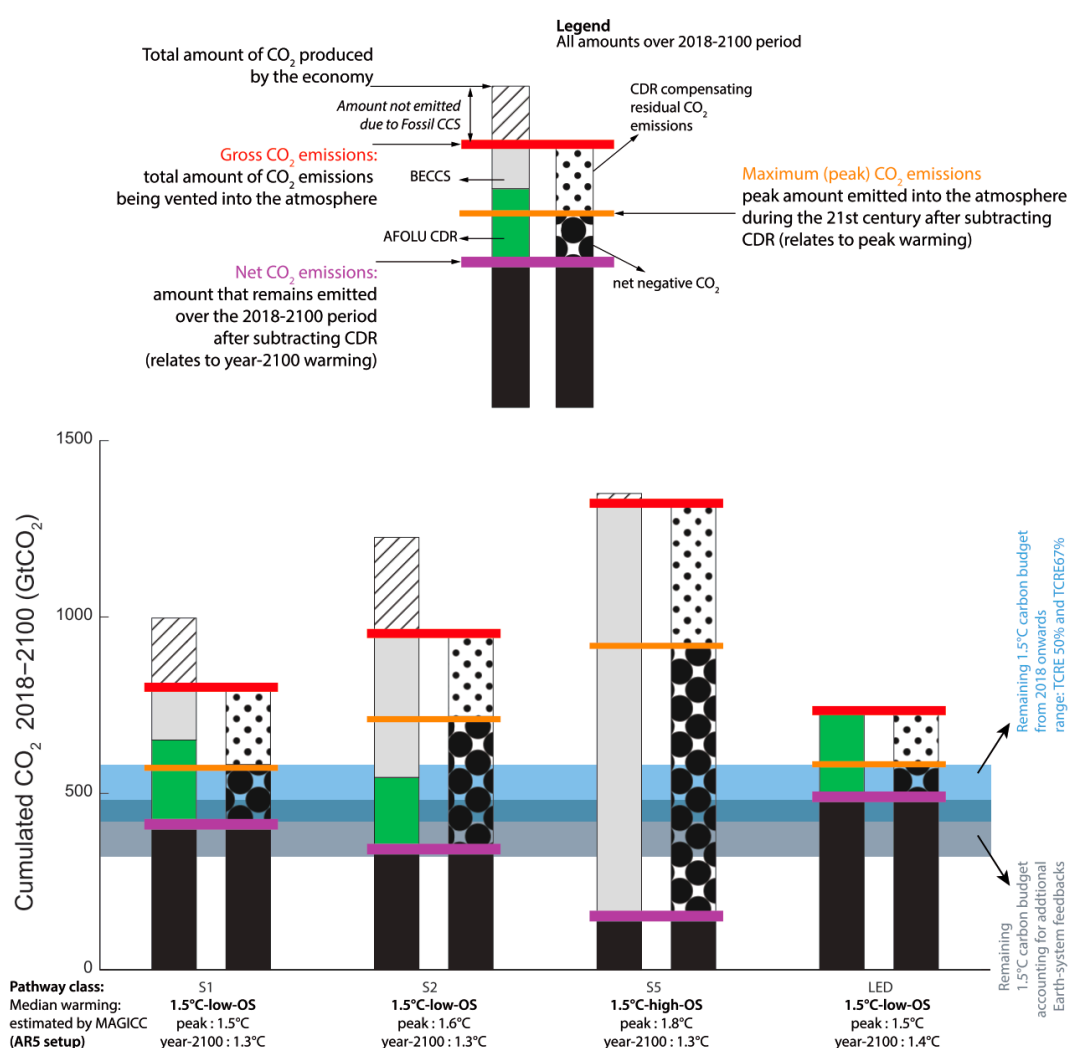 Legend
All amounts over 2018-2100 period
Total amount of CO₂ produced
by the economy
Amount not emitted
due to Fossil CCS
CDR compensating
residual CO₂
emissions
Gross CO₂ emissions:
total amount of CO₂ emissions
being vented into the atmosphere
BECCS
AFOLU CDR
Maximum (peak) CO₂ emissions
peak amount emitted into the atmosphere
during the 21st century after subtracting
CDR (relates to peak warming)
Net CO₂ emissions:
amount that remains emitted
over the 2018-2100 period
after subtracting CDR
(relates to year-2100 warming)
net negative CO₂
Cumulated CO₂ 2018−2100 (GtCO₂)
1500
1000
500
0
Remaining 1.5°C carbon budget
from 2018 onwards
range: TCRE 50% and TCRE67%
Remaining
1.5°C carbon budget
accounting for addtional
Earth-system feedbacks
Pathway class: S1 S2 S5 LED
Median warming: 1.5°C-low-OS 1.5°C-low-OS 1.5°C-high-OS 1.5°C-low-OS
estimated by MAGICC peak : 1.5°C peak : 1.6°C peak : 1.8°C peak : 1.5°C
(AR5 setup) year-2100 : 1.3°C year-2100 : 1.3°C year-2100 : 1.3°C year-2100 : 1.4°C